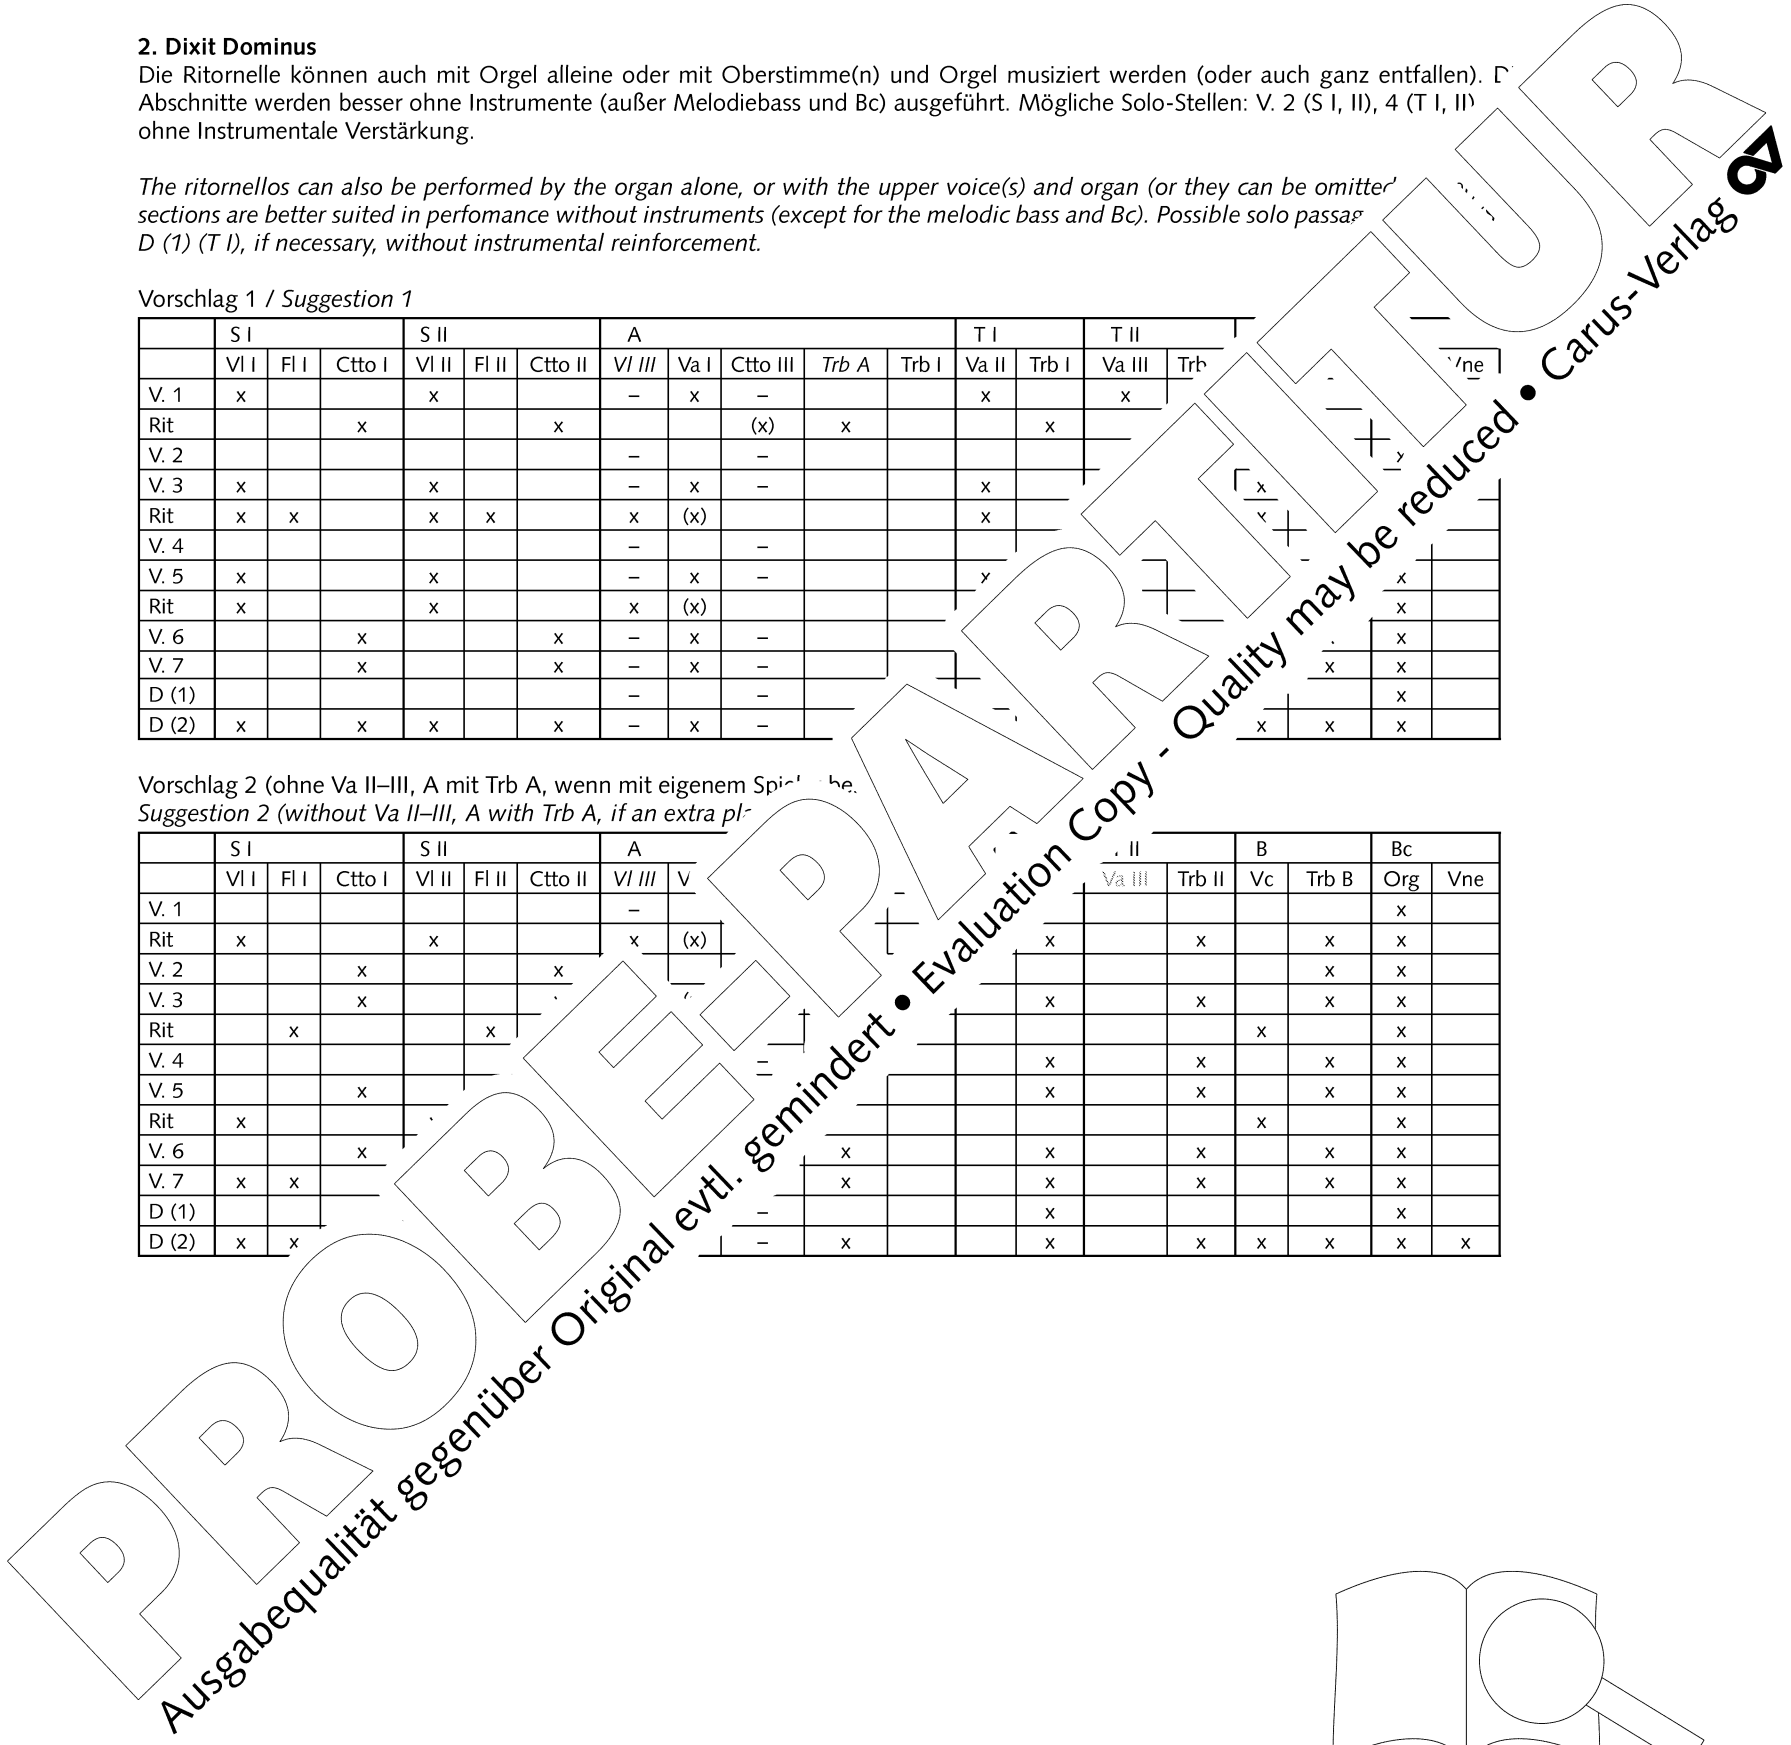 2. Dixit Dominus
Die Ritornelle können auch mit Orgel alleine oder mit Oberstimme(n) und Orgel musiziert werden (oder auch ganz entfallen).
Abschnitte werden besser ohne Instrumente (außer Melodiebass und Bc) ausgeführt. Mögliche Solo-Stellen: V. 2 (S I, II), 4 (T I, II)
ohne Instrumentale Verstärkung.
The ritornellos can also be performed by the organ alone, or with the upper voice(s) and organ (or they can be
sections are better suited in perfomance without instruments (except for the melodic bass and Bc). Possible solo
D (1) (T I), if necessary, without instrumental reinforcement.
Vorschlag 1 / Suggestion 1
S I S II A T I T II
Vl I Fl I Ctto I Vl II Fl II Ctto II Vl III Va I Ctto III Trb A Trb I Va II Trb I Va III Trb
V. 1 x x – x – x x
Rit x x (x) x x
V. 2 – –
V. 3 x x – x – x x
Rit x x x x x (x) x
V. 4 – –
V. 5 x x – x – x x
Rit x x x (x) x
V. 6 x x – x – x
V. 7 x x – x – x x
D (1) – – x
D (2) x x x x – x – x x x
Vorschlag 2 (ohne Va II–III, A mit Trb A, wenn mit eigenem
Suggestion 2 (without Va II–III, A with Trb A, if an extra
S I S II A II B Bc
Vl I Fl I Ctto I Vl II Fl II Ctto II Vl III Va III Trb II Vc Trb B Org Vne
V. 1 – x
Rit x x x (x) x x x x
V. 2 x x x x
V. 3 x x x x x
Rit x x x x
V. 4 – x x x x
V. 5 x x x x x
Rit x x x
V. 6 x x x x x x
V. 7 x x x x x x x
D (1) – x x
D (2) x x – x x x x x x x
PROBE-PARTITUR
Ausgabequalität gegenüber Original evtl. gemindert • Evaluation Copy - Quality may be reduced • Carus-Verlag